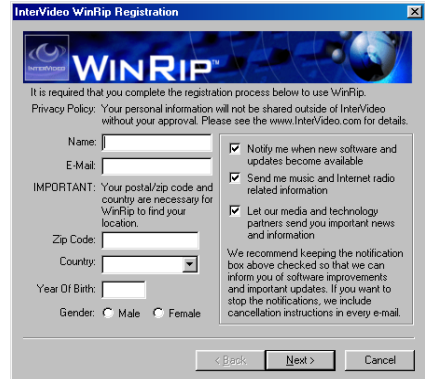 InterVideo WinRip Registration
INTERVIDEO
WINRIP™
It is required that you complete the registration process below to use WinRip.
Privacy Policy: Your personal information will not be shared outside of InterVideo
without your approval. Please see the www.InterVideo.com for details.
Name:
E-Mail:
IMPORTANT: Your postal/zip code and
country are necessary for
WinRip to find your
location.
Zip Code:
Country:
Year Of Birth:
Gender: Male Female
Notify me when new software and
updates become available
Send me music and Internet radio
related information
Let our media and technology
partners send you important news
and information
We recommend keeping the notification
box above checked so that we can
inform you of software improvements
and important updates. If you want to
stop the notifications, we include
cancellation instructions in every e-mail.
< Back Next > Cancel